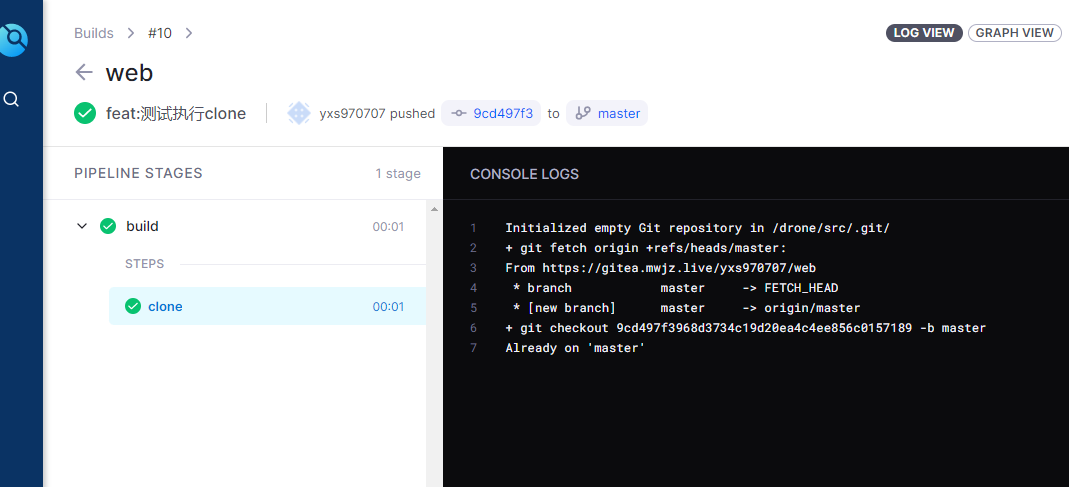 Builds > #10 >
LOG VIEW GRAPH VIEW
web
feat:测试执行clone yxs970707 pushed 9cd497f3 to master
PIPELINE STAGES 1 stage
build 00:01
STEPS
clone 00:01
CONSOLE LOGS
1 Initialized empty Git repository in /drone/src/.git/
2 + git fetch origin +refs/heads/master:
3 From https://gitea.mwjz.live/yxs970707/web
4 * branch master -> FETCH_HEAD
5 * [new branch] master -> origin/master
6 + git checkout 9cd497f3968d3734c19d20ea4c4ee856c0157189 -b master
7 Already on 'master'